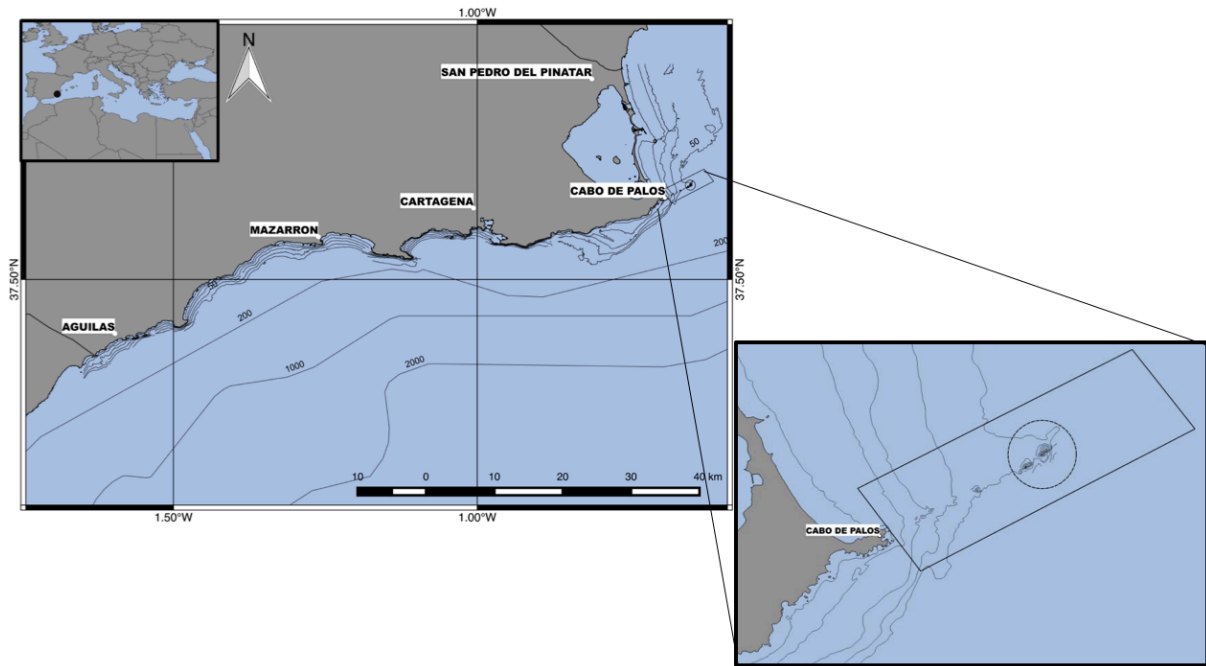 1.00°W
N
SAN PEDRO DEL PINATAR
50
CABO DE PALOS
CARTAGENA
MAZARRON
200
37.50°N
37.50°N
50
AGUILAS
200
1000
2000
10 0 10 20 30 40 km
1.50°W
1.00°W
CABO DE PALOS